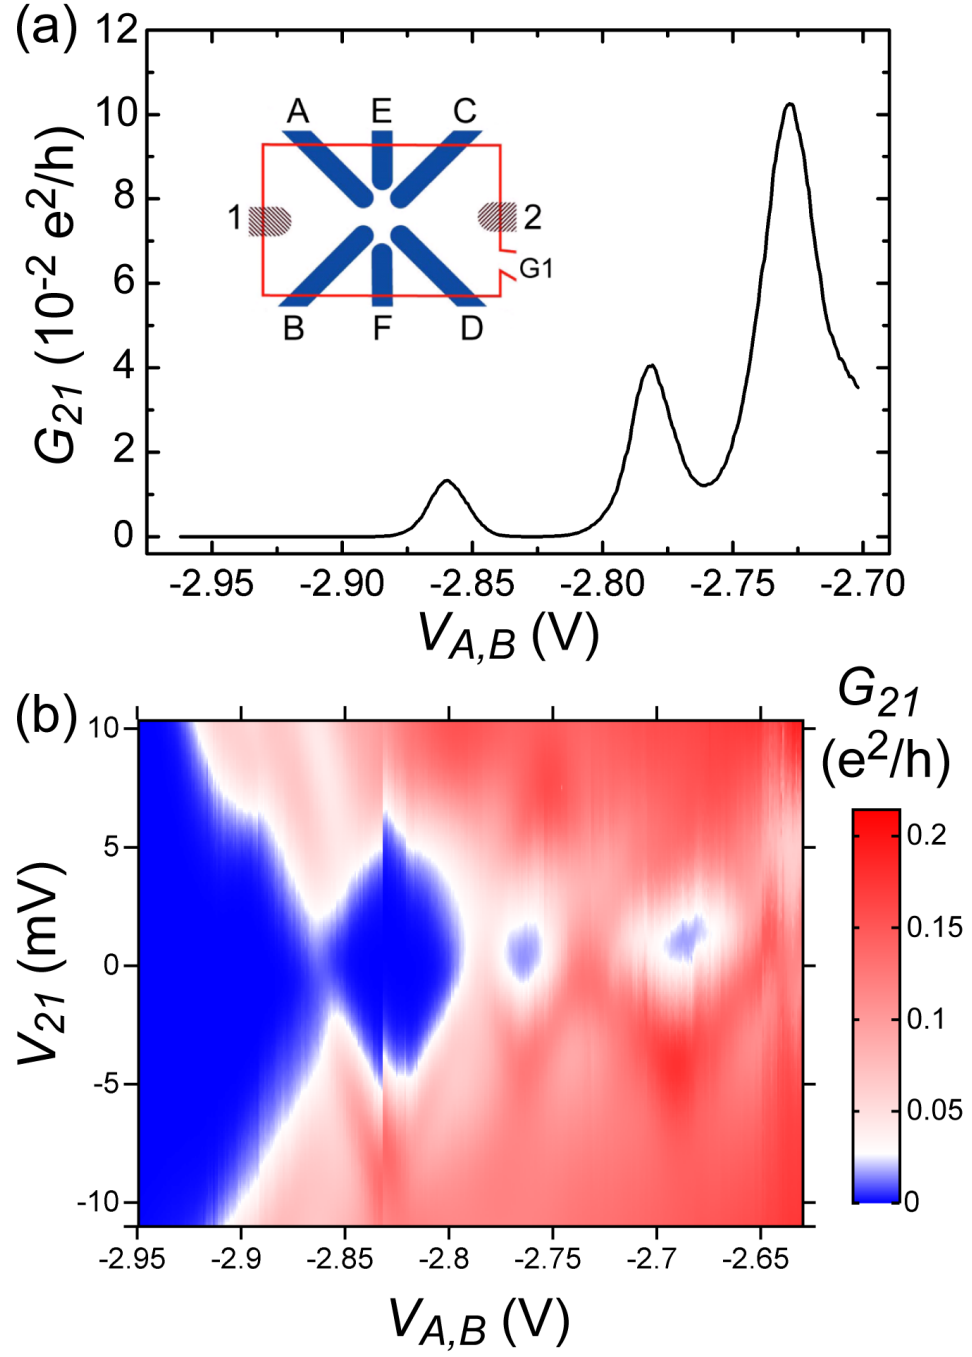 (a)
12
10
8
6
4
2
0
G21 (10-2 e2/h)
A E C
1 2
G1
B F D
-2.95 -2.90 -2.85 -2.80 -2.75 -2.70
VA,B (V)
(b)
G21
(e2/h)
10
5
0
-5
-10
V21 (mV)
0.2
0.15
0.1
0.05
0
-2.95 -2.9 -2.85 -2.8 -2.75 -2.7 -2.65
VA,B (V)